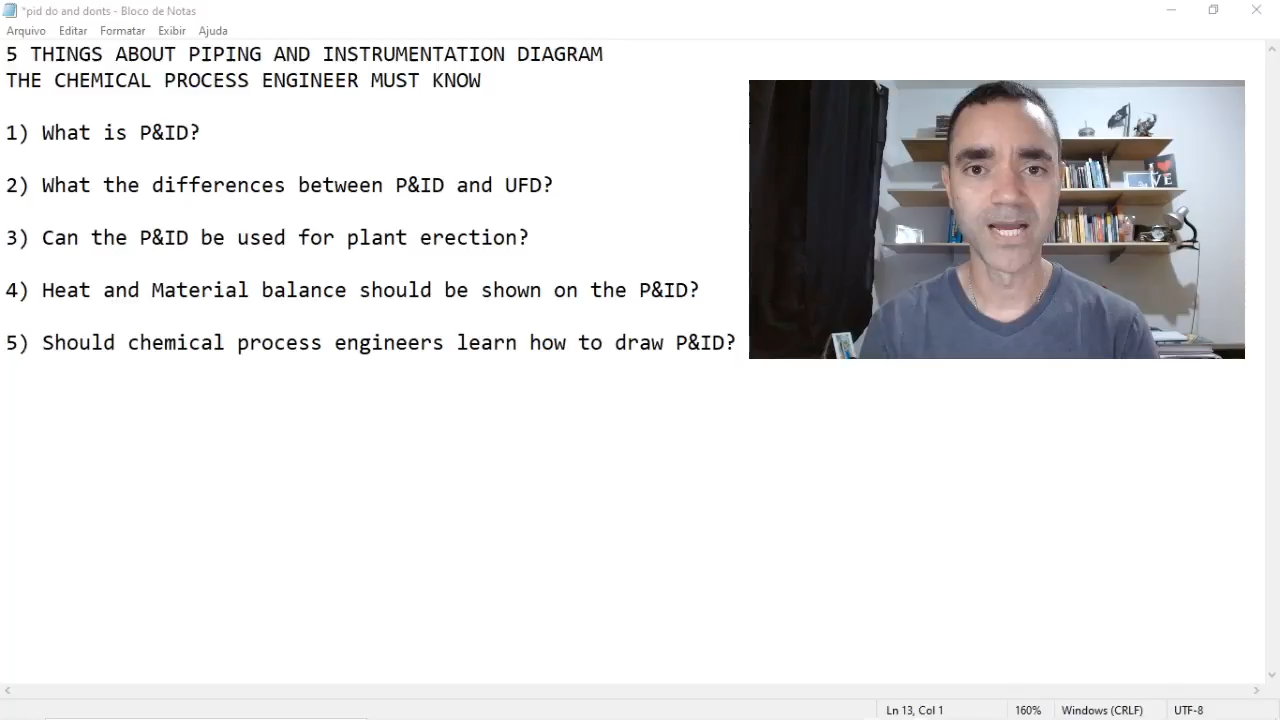 *pid do and donts - Bloco de Notas
Arquivo Editar Formatar Exibir Ajuda
5 THINGS ABOUT PIPING AND INSTRUMENTATION DIAGRAM
THE CHEMICAL PROCESS ENGINEER MUST KNOW
1) What is P&ID?
2) What the differences between P&ID and UFD?
3) Can the P&ID be used for plant erection?
4) Heat and Material balance should be shown on the P&ID?
5) Should chemical process engineers learn how to draw P&ID?
I
VE
Ln 13, Col 1 160% Windows (CRLF) UTF-8